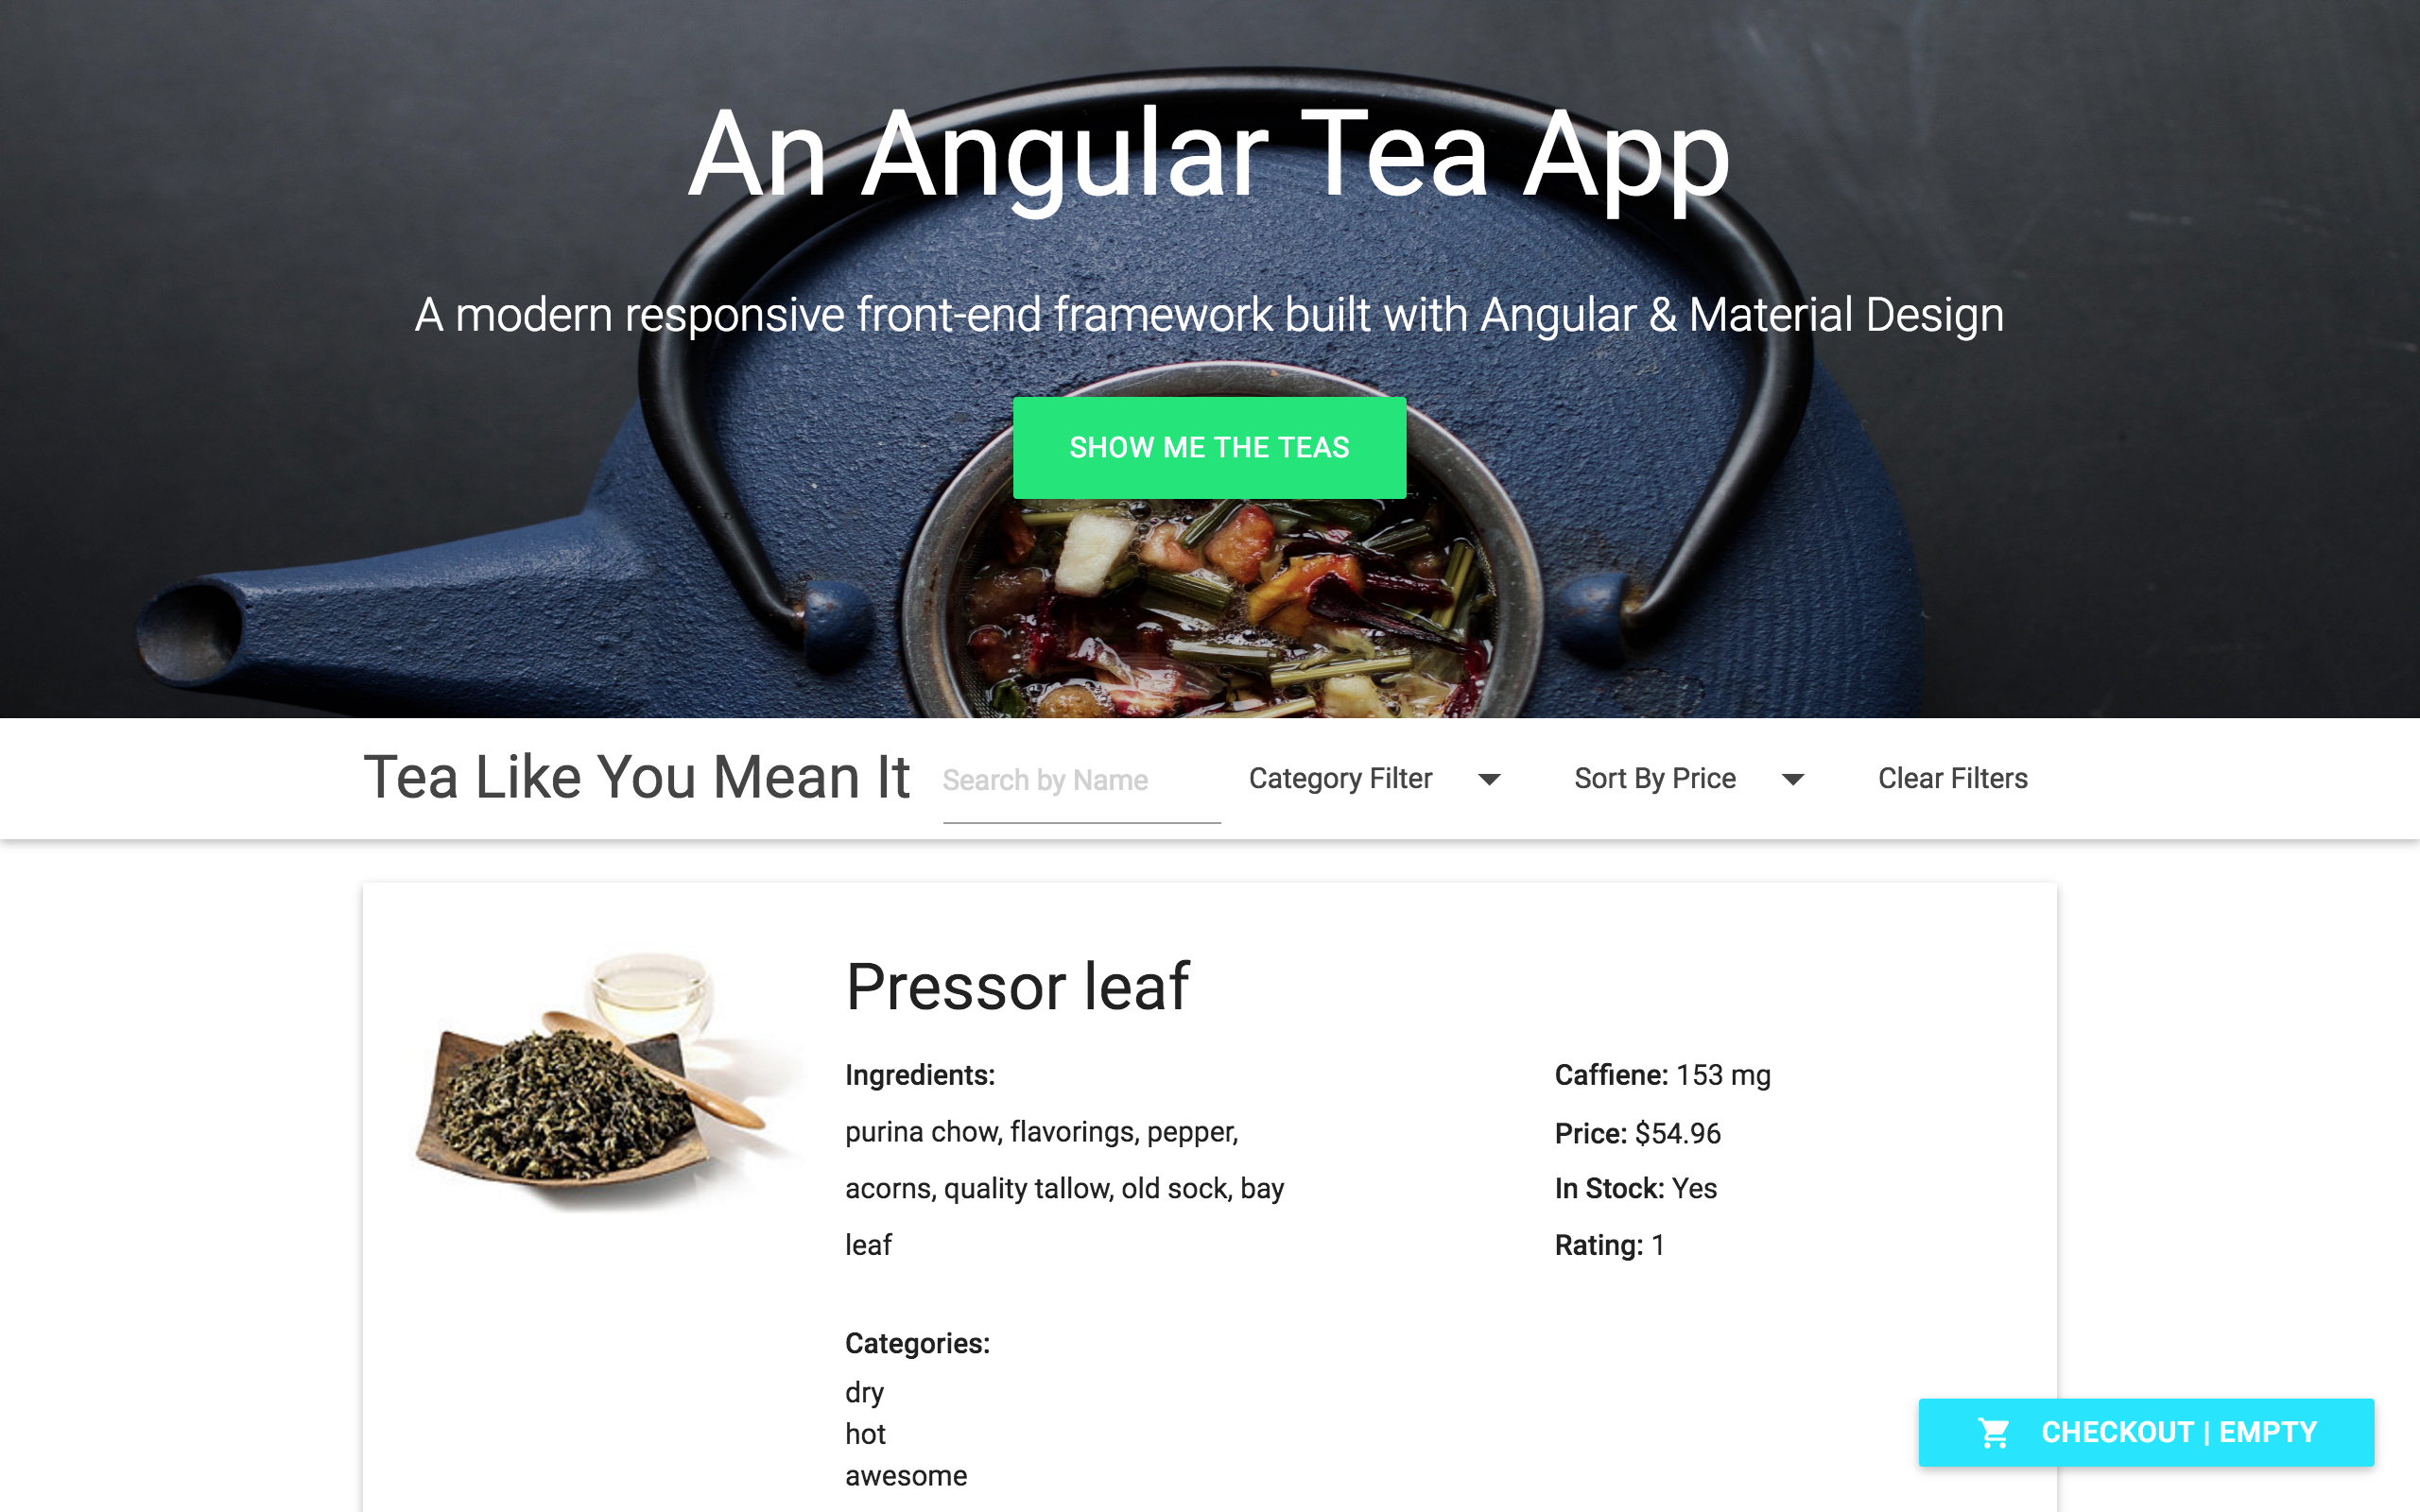 An Angular Tea App
A modern responsive front-end framework built with Angular & Material Design
SHOW ME THE TEAS
Tea Like You Mean It
Search by Name
Category Filter
Sort By Price
Clear Filters
Pressor leaf
Ingredients:
purina chow, flavorings, pepper,
acorns, quality tallow, old sock, bay
leaf
Caffiene: 153 mg
Price: $54.96
In Stock: Yes
Rating: 1
Categories:
dry
hot
awesome
CHECKOUT | EMPTY